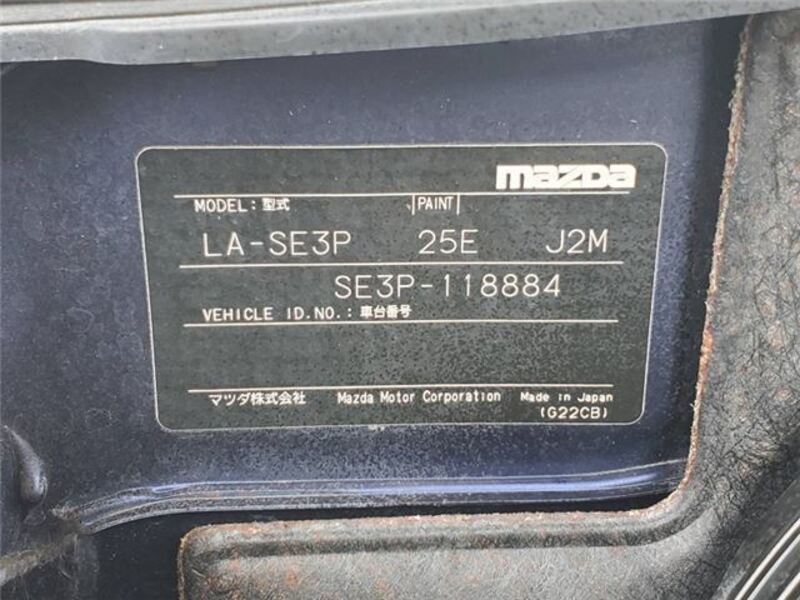 mazda
MODEL: 型式 PAINT
LA-SE3P 25E J2M
SE3P-118884
VEHICLE ID.NO.: 車台番号
マツダ株式会社 Mazda Motor Corporation Made in Japan
(G22CB)